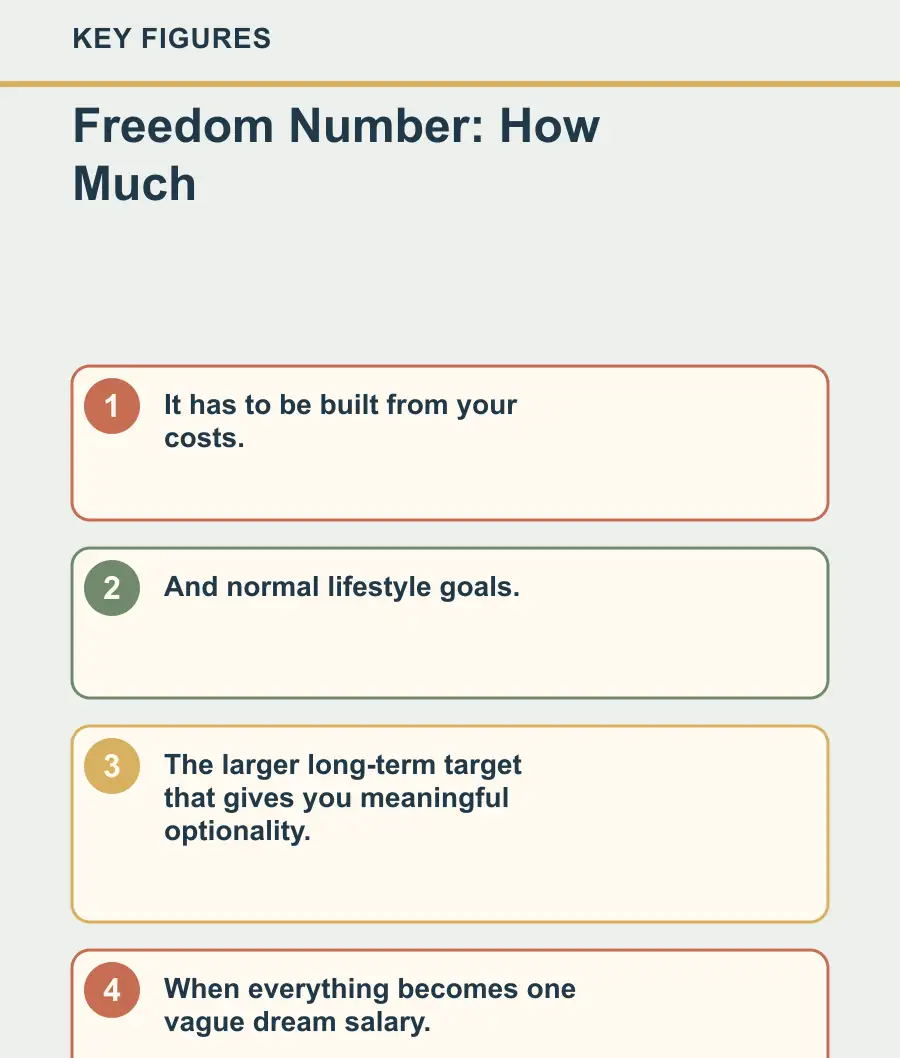 KEY FIGURES
Freedom Number: How
Much
1
It has to be built from your
costs.
2
And normal lifestyle goals.
3
The larger long-term target
that gives you meaningful
optionality.
4
When everything becomes one
vague dream salary.